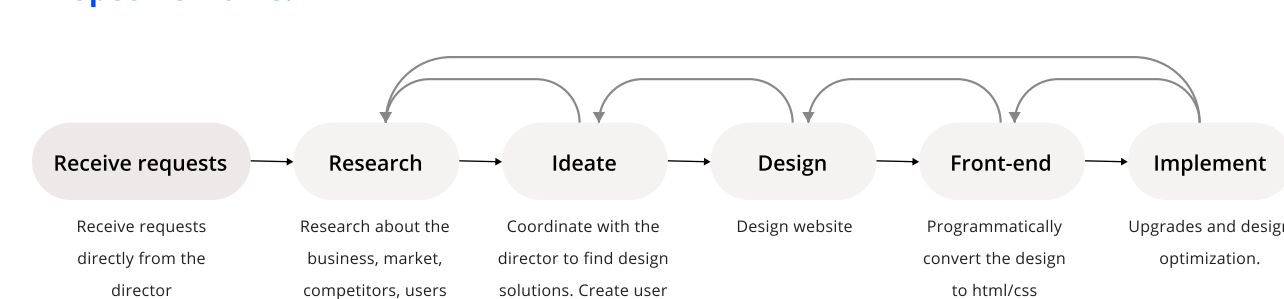 Receive requests
Research
Ideate
Design
Front-end
Implement
Receive requests
directly from the
director
Research about the
business, market,
competitors, users
Coordinate with the
director to find design
solutions. Create user
Design website
Programmatically
convert the design
to html/css
Upgrades and design
optimization.